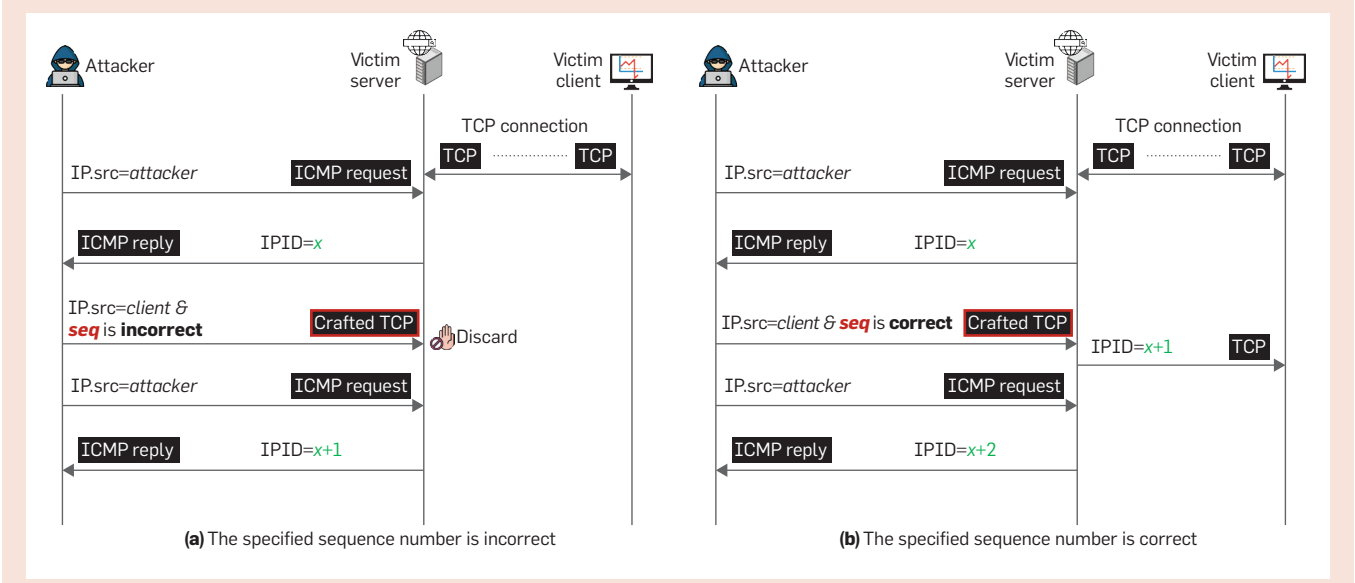 Attacker
Victim
server
Victim
client
TCP connection
TCP TCP
IP.src=attacker ICMP request
ICMP reply IPID=x
IP.src=client &
seq is incorrect Crafted TCP
Discard
IP.src=attacker ICMP request
ICMP reply IPID=x+1
(a) The specified sequence number is incorrect
Attacker
Victim
server
Victim
client
TCP connection
TCP TCP
IP.src=attacker ICMP request
ICMP reply IPID=x
IP.src=client & seq is correct Crafted TCP
IPID=x+1 TCP
IP.src=attacker ICMP request
ICMP reply IPID=x+2
(b) The specified sequence number is correct